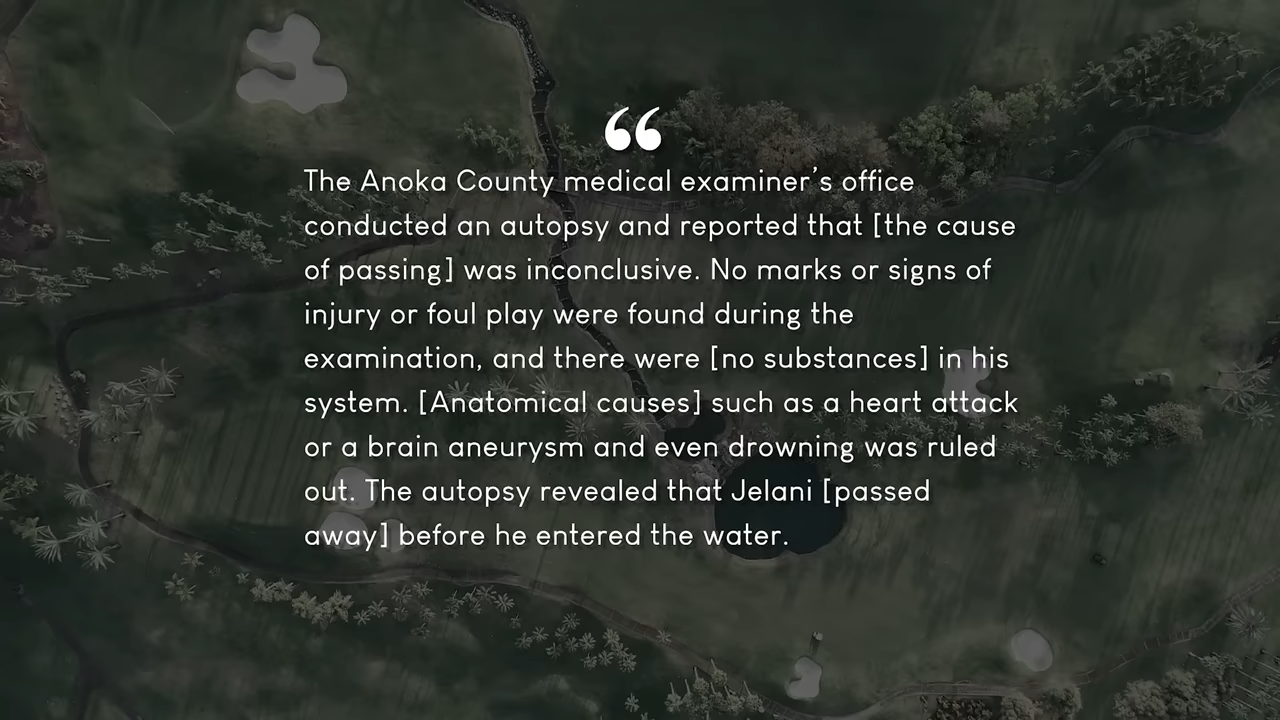 “
The Anoka County medical examiner’s office
conducted an autopsy and reported that [the cause
of passing] was inconclusive. No marks or signs of
injury or foul play were found during the
examination, and there were [no substances] in his
system. [Anatomical causes] such as a heart attack
or a brain aneurysm and even drowning was ruled
out. The autopsy revealed that Jelani [passed
away] before he entered the water.